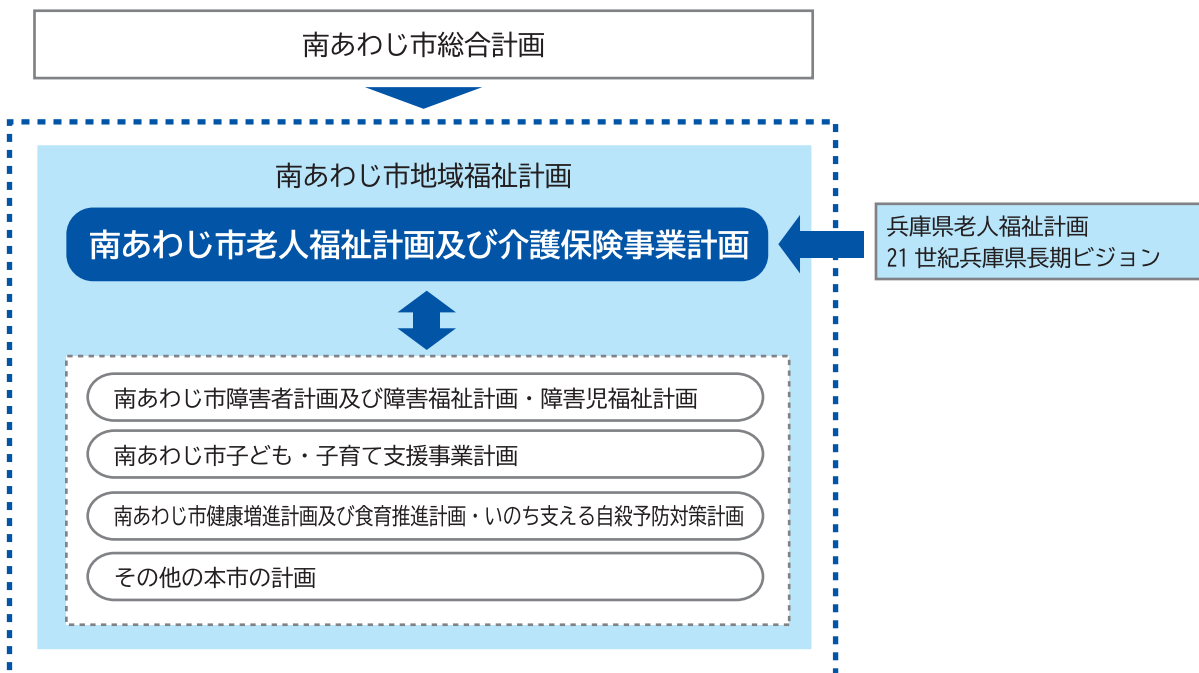 南あわじ市総合計画
南あわじ市地域福祉計画
南あわじ市老人福祉計画及び介護保険事業計画
兵庫県老人福祉計画
21世紀兵庫県長期ビジョン
南あわじ市障害者計画及び障害福祉計画・障害児福祉計画
南あわじ市子ども・子育て支援事業計画
南あわじ市健康増進計画及び食育推進計画・いのち支える自殺予防対策計画
その他の本市の計画